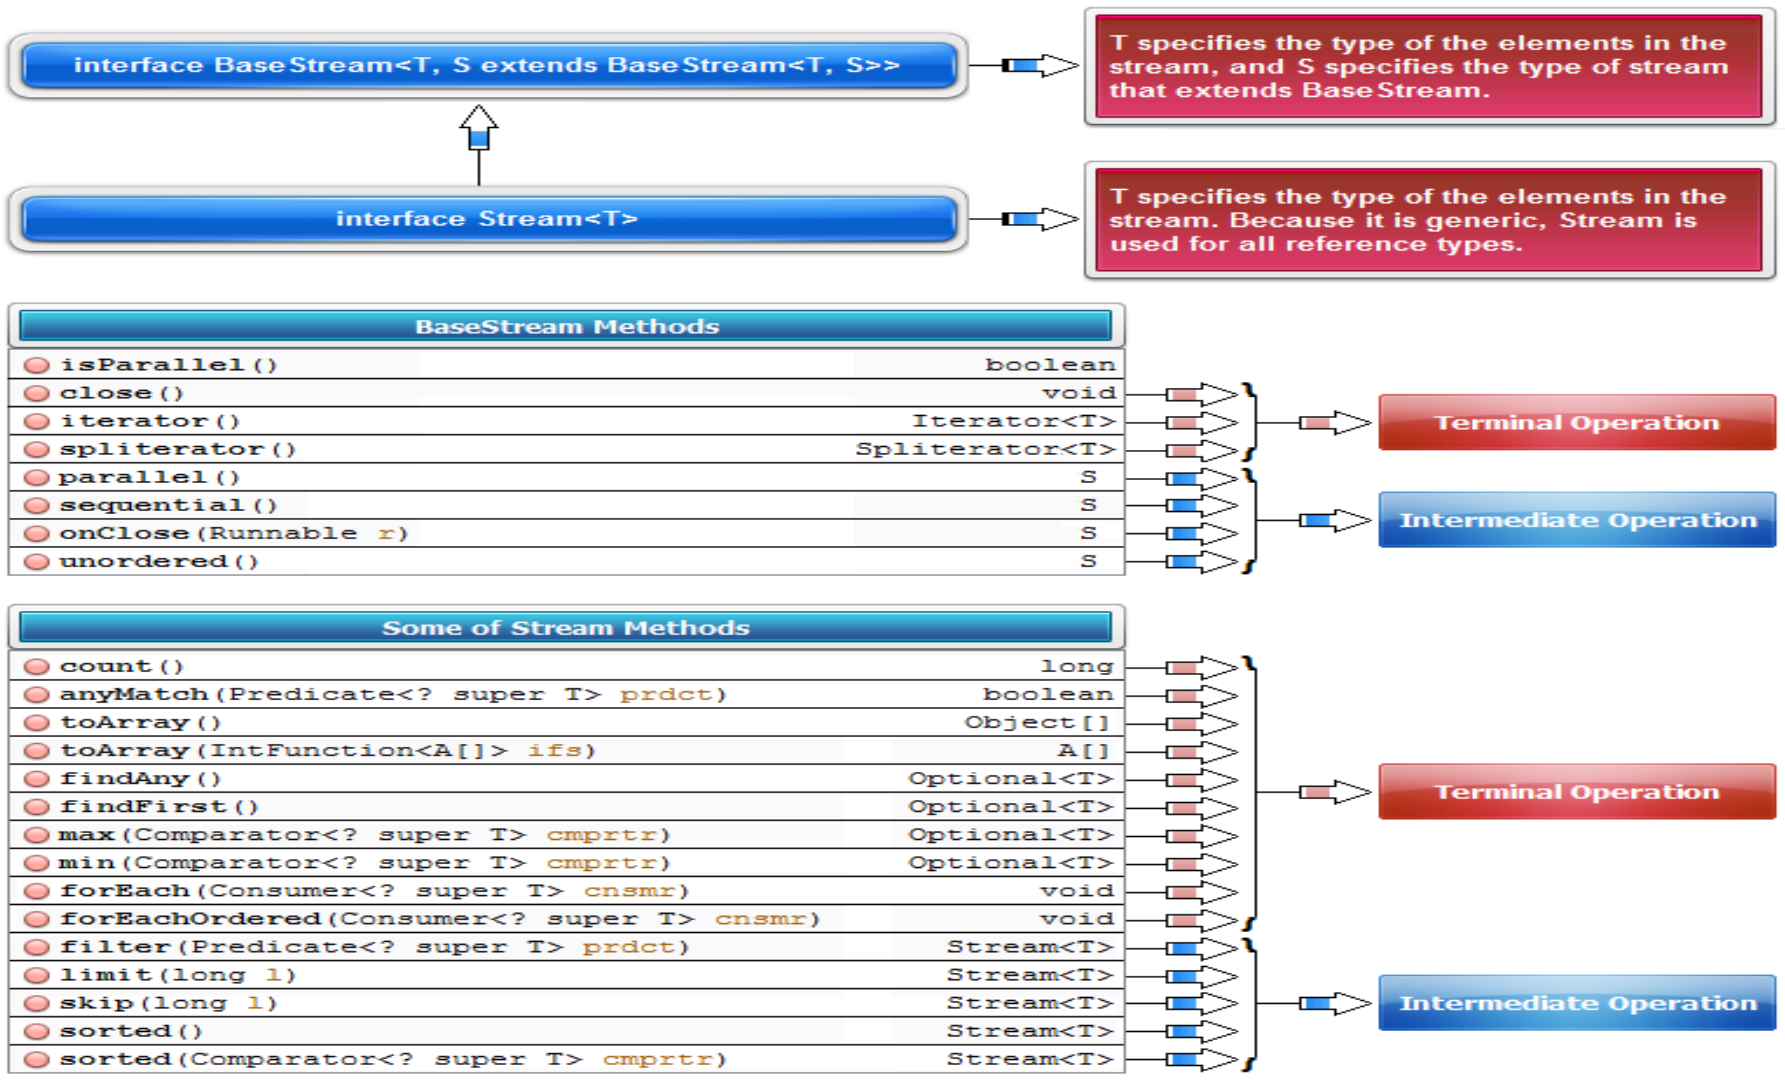 interface BaseStream<T, S extends BaseStream<T, S>>
T specifies the type of the elements in the
stream, and S specifies the type of stream
that extends BaseStream.
interface Stream<T>
T specifies the type of the elements in the
stream. Because it is generic, Stream is
used for all reference types.
BaseStream Methods
isParallel() boolean
close() void
iterator() Iterator<T>
spliterator() Spliterator<T>
Terminal Operation
parallel() S
sequential() S
onClose(Runnable r) S
unordered() S
Intermediate Operation
Some of Stream Methods
count() long
anyMatch(Predicate<? super T> prdct) boolean
toArray() Object[]
toArray(IntFunction<A[]> ifs) A[]
findAny() Optional<T>
findFirst() Optional<T>
max(Comparator<? super T> cmprtr) Optional<T>
min(Comparator<? super T> cmprtr) Optional<T>
forEach(Consumer<? super T> cnsmr) void
forEachOrdered(Consumer<? super T> cnsmr) void
Terminal Operation
filter(Predicate<? super T> prdct) Stream<T>
limit(long l) Stream<T>
skip(long l) Stream<T>
sorted() Stream<T>
sorted(Comparator<? super T> cmprtr) Stream<T>
Intermediate Operation